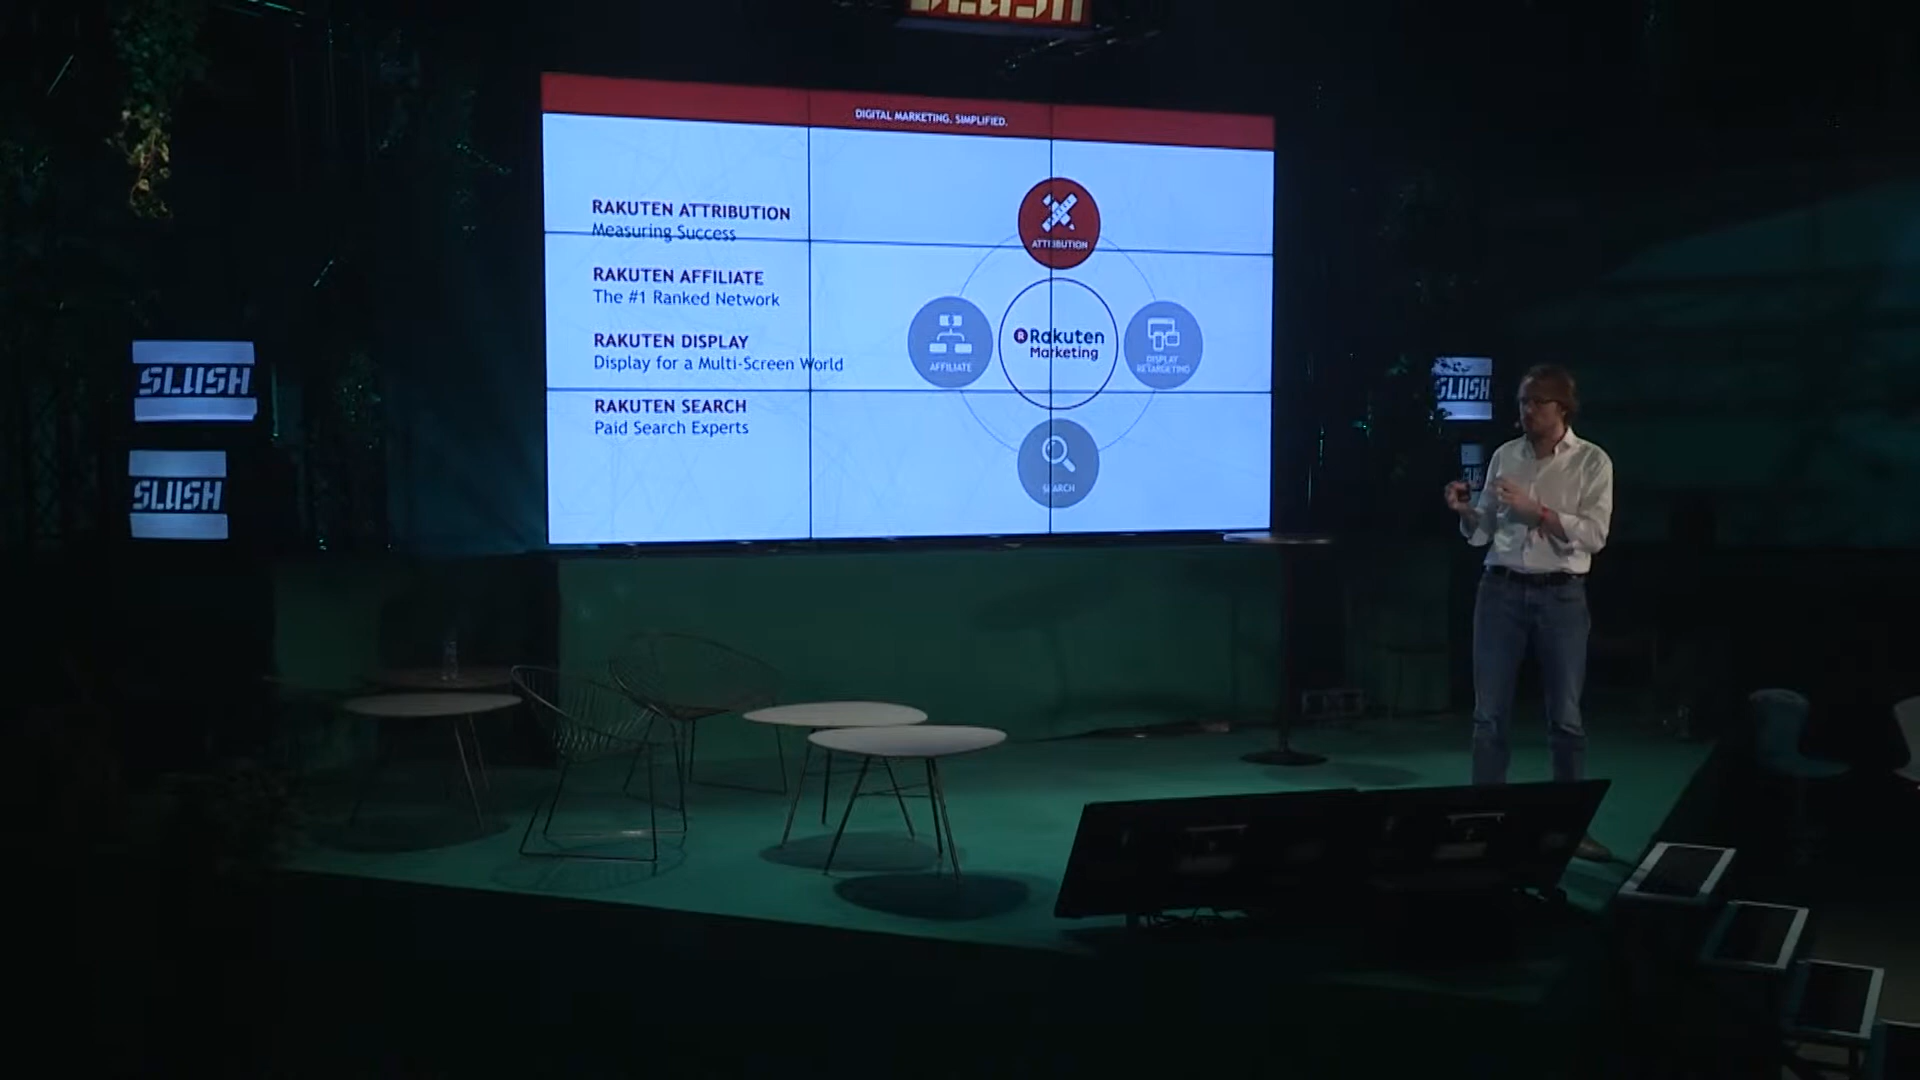 SLUSH
DIGITAL MARKETING. SIMPLIFIED.
RAKUTEN ATTRIBUTION
Measuring Success
RAKUTEN AFFILIATE
The #1 Ranked Network
RAKUTEN DISPLAY
Display for a Multi-Screen World
RAKUTEN SEARCH
Paid Search Experts
ATTRIBUTION
AFFILIATE
R Rakuten
Marketing
DISPLAY
RETARGETING
SEARCH
SLUSH
SLUSH
SLUSH